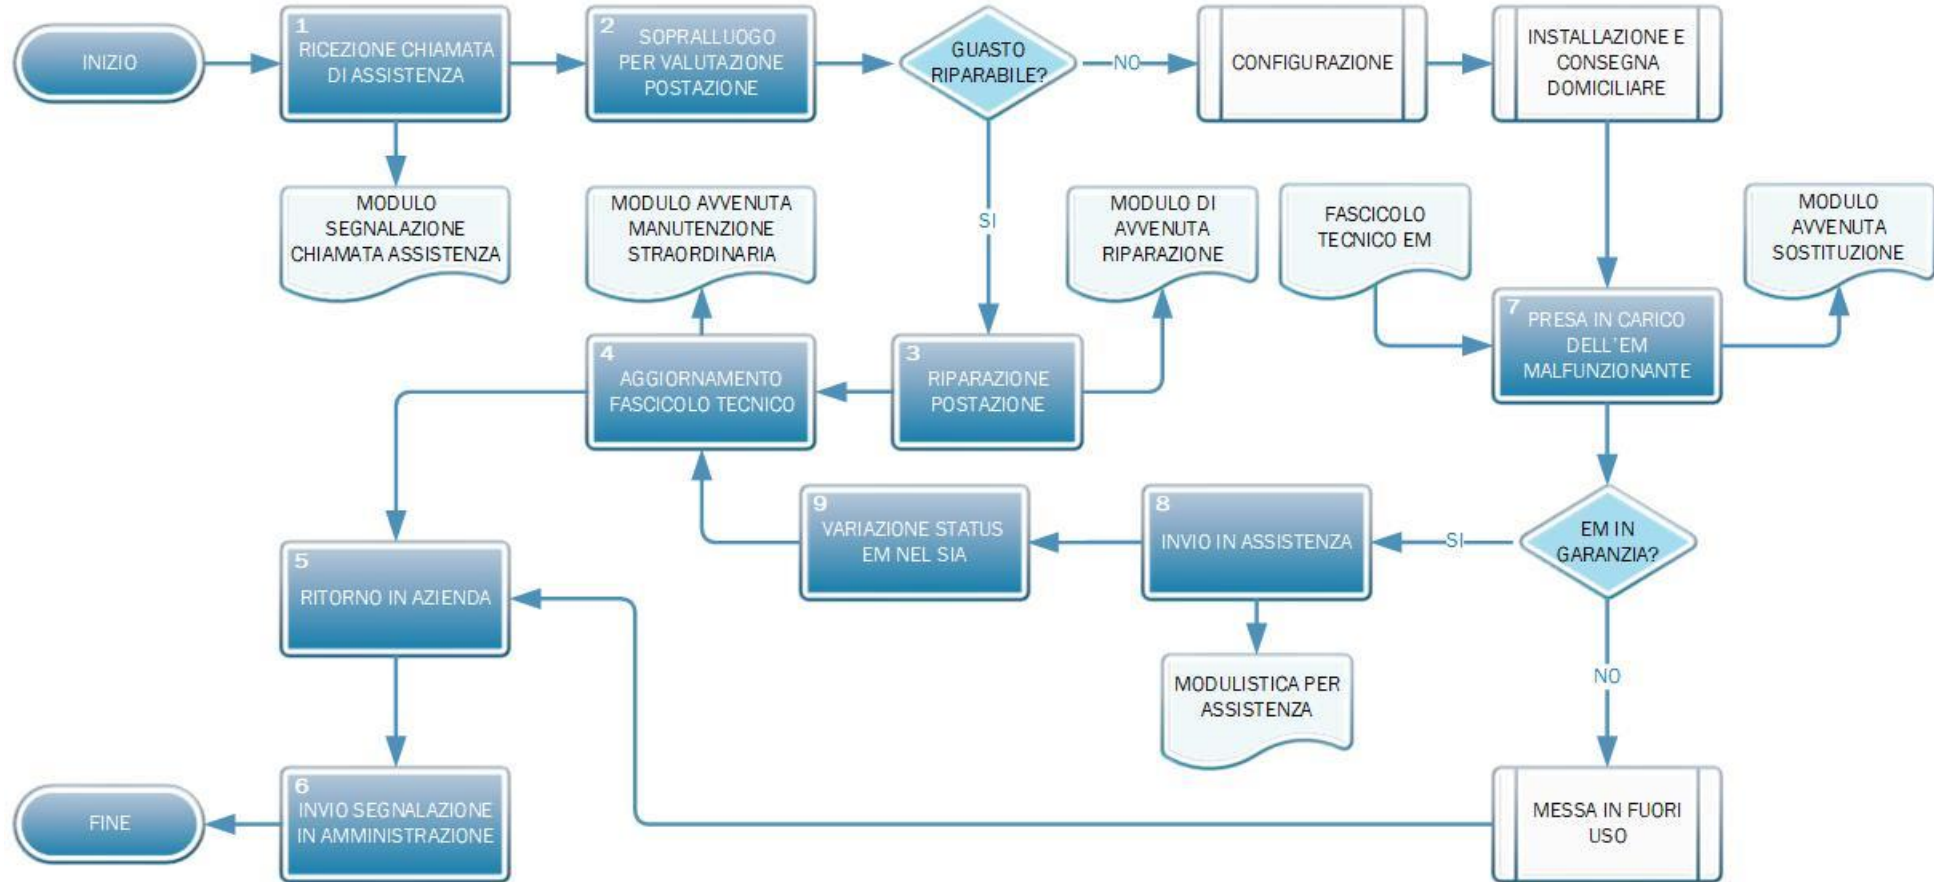 INIZIO
1
RICEZIONE CHIAMATA
DI ASSISTENZA
2
SOPRALLUOGO
PER VALUTAZIONE
POSTAZIONE
GUASTO
RIPARABILE?
NO
CONFIGURAZIONE
INSTALLAZIONE E
CONSEGNA
DOMICILIARE
MODULO
SEGNALAZIONE
CHIAMATA ASSISTENZA
MODULO AVVENUTA
MANUTENZIONE
STRAORDINARIA
SI
MODULO DI
AVVENUTA
RIPARAZIONE
FASCICOLO
TECNICO EM
MODULO
AVVENUTA
SOSTITUZIONE
4
AGGIORNAMENTO
FASCICOLO TECNICO
3
RIPARAZIONE
POSTAZIONE
7
PRESA IN CARICO
DELL'EM
MALFUNZIONANTE
9
VARIAZIONE STATUS
EM NEL SIA
8
INVIO IN ASSISTENZA
SI
EM IN
GARANZIA?
5
RITORNO IN AZIENDA
MODULISTICA PER
ASSISTENZA
NO
FINE
6
INVIO SEGNALAZIONE
IN AMMINISTRAZIONE
MESSA IN FUORI
USO